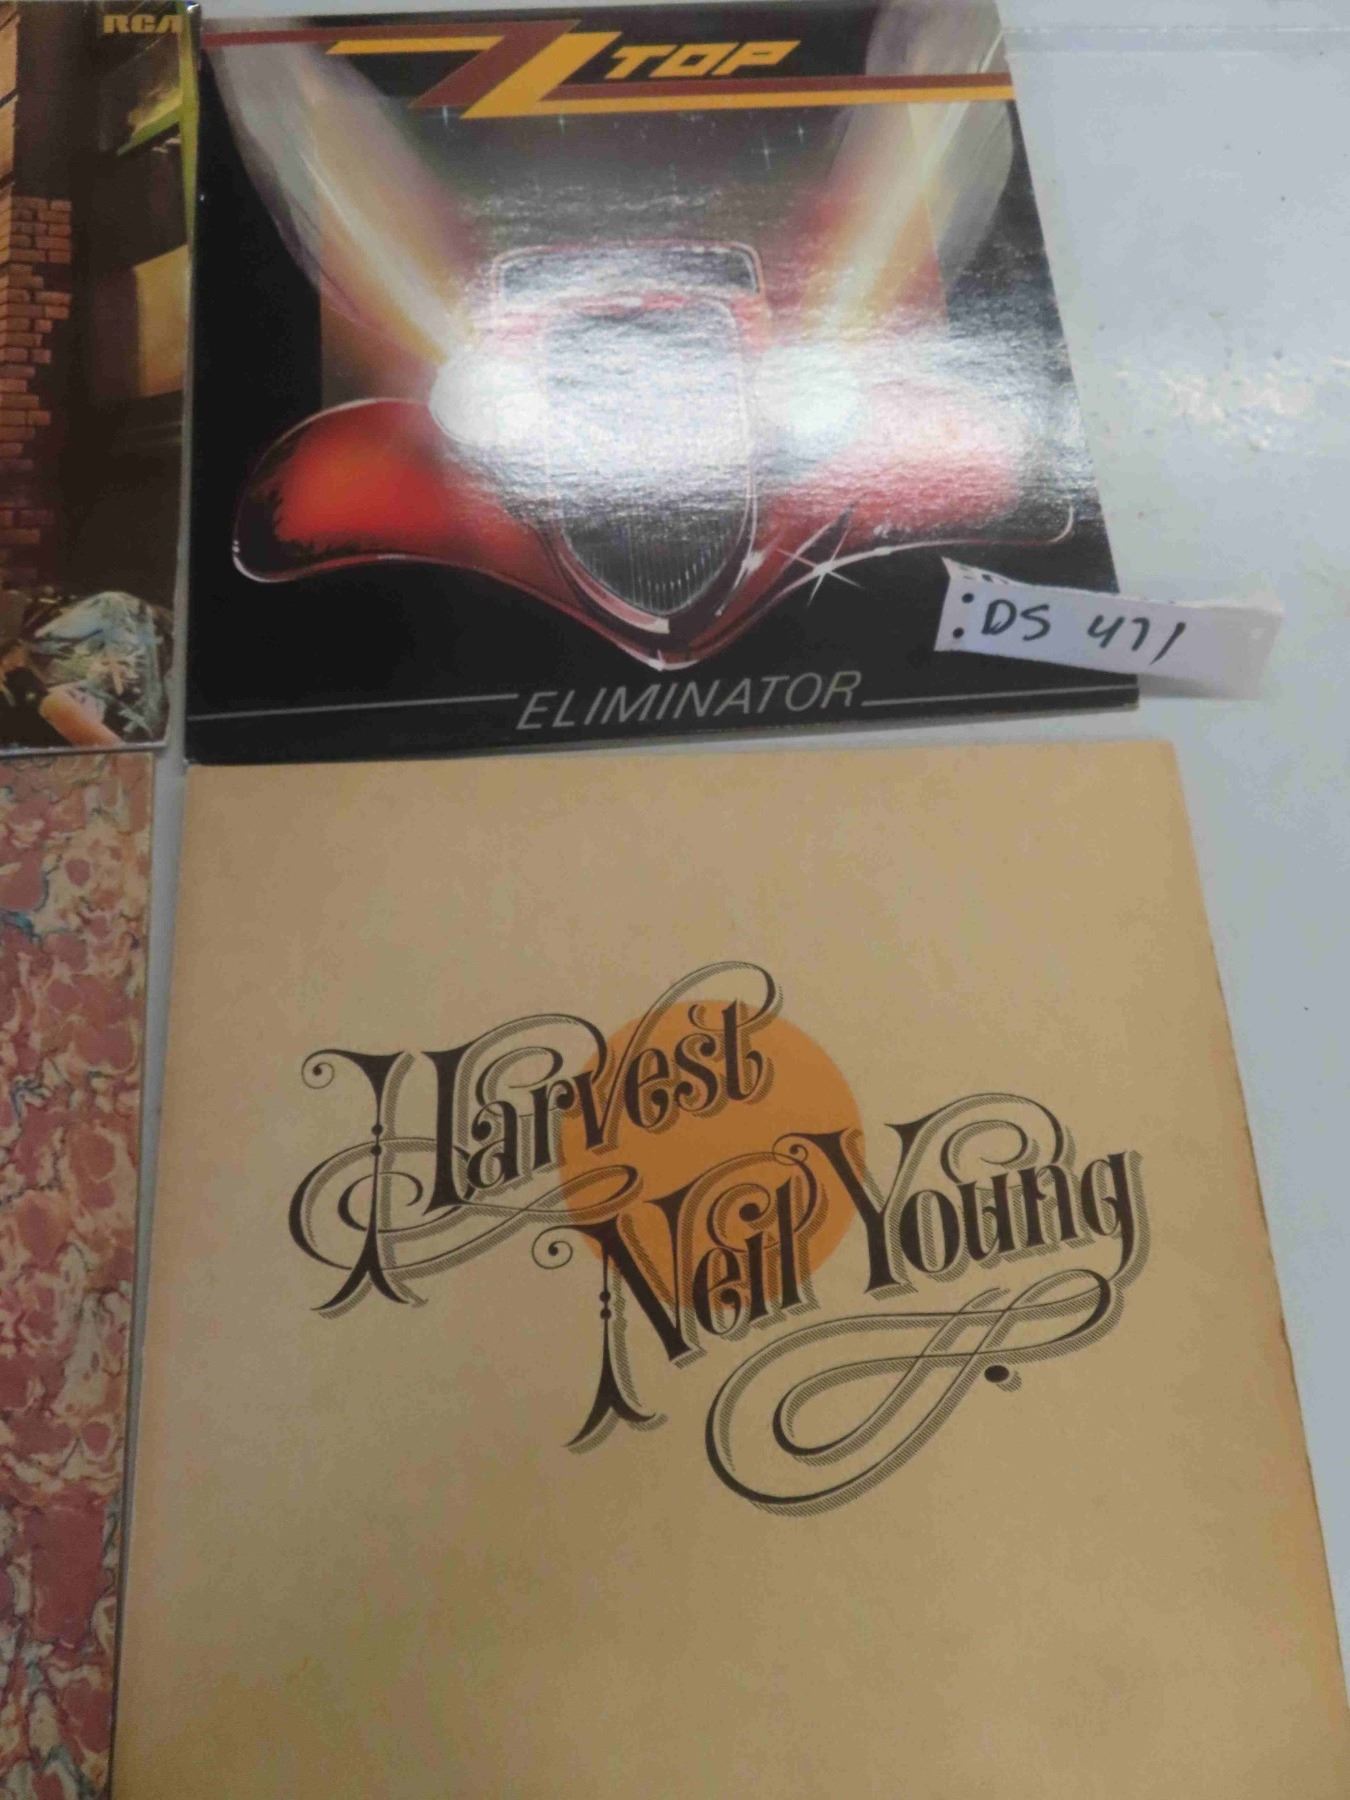 RCA
ZZ TOP
DS 471
ELIMINATOR
Harvest
Neil Young